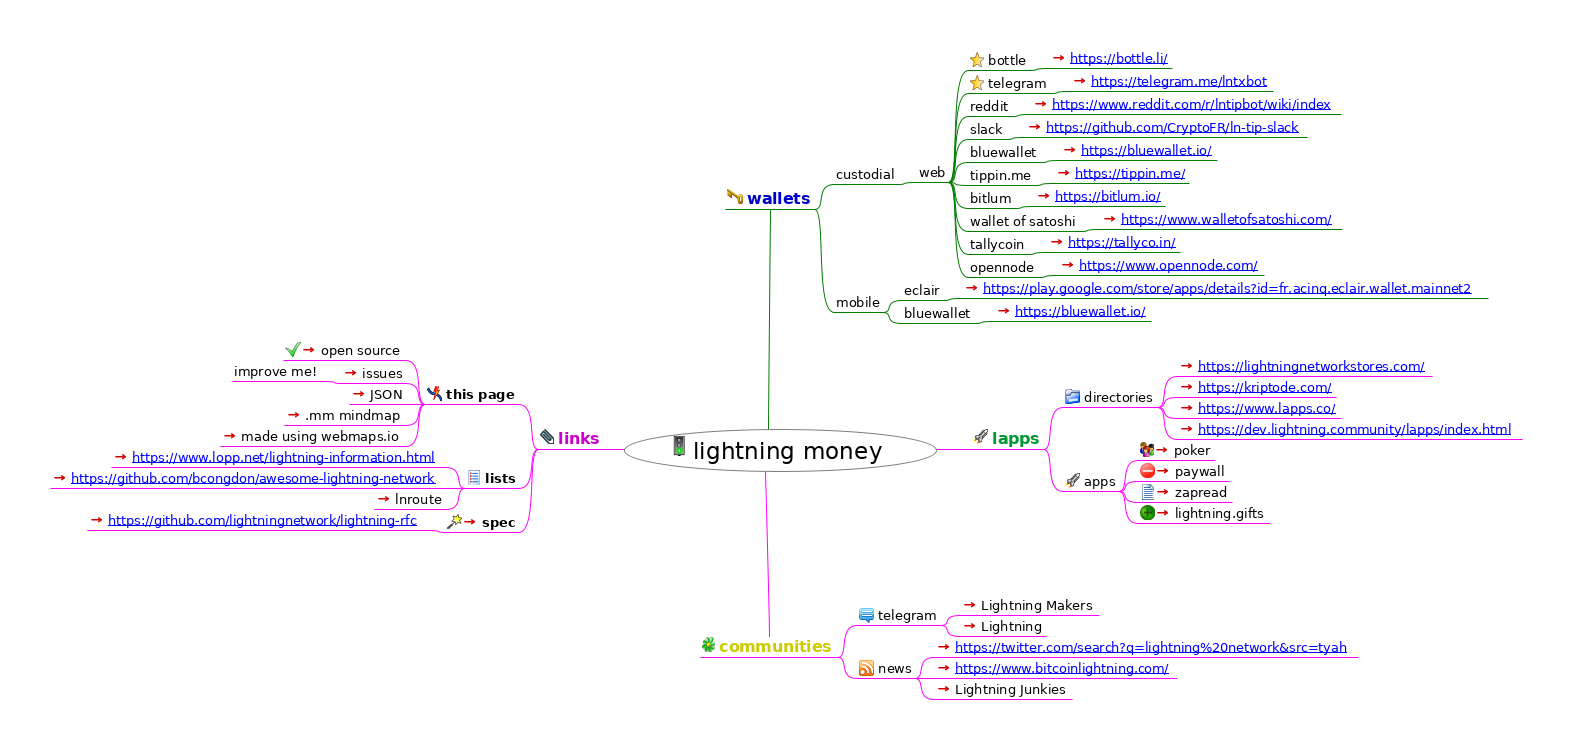 bottle https://bottle.li/
telegram https://telegram.me/lntxbot
reddit https://www.reddit.com/r/lntipbot/wiki/index
slack https://github.com/CryptoFR/ln-tip-slack
bluewallet https://bluewallet.io/
custodial web
tippin.me https://tippin.me/
wallets
bitlum https://bitlum.io/
wallet of satoshi https://www.walletofsatoshi.com/
tallycoin https://tallyco.in/
opennode https://www.opennode.com/
mobile
eclair https://play.google.com/store/apps/details?id=fr.acinq.eclair.wallet.mainnet2
bluewallet https://bluewallet.io/
open source
improve me! issues
this page
JSON
.mm mindmap
made using webmaps.io
links
https://www.lopp.net/lightning-information.html
lists
https://github.com/bcongdon/awesome-lightning-network
lnroute
https://github.com/lightningnetwork/lightning-rfc spec
lightning money
lapps
directories
https://lightningnetworkstores.com/
https://kriptode.com/
https://www.lapps.co/
https://dev.lightning.community/lapps/index.html
apps
poker
paywall
zapread
lightning.gifts
communities
telegram
Lightning Makers
Lightning
news
https://twitter.com/search?q=lightning%20network&src=tyah
https://www.bitcoinlightning.com/
Lightning Junkies